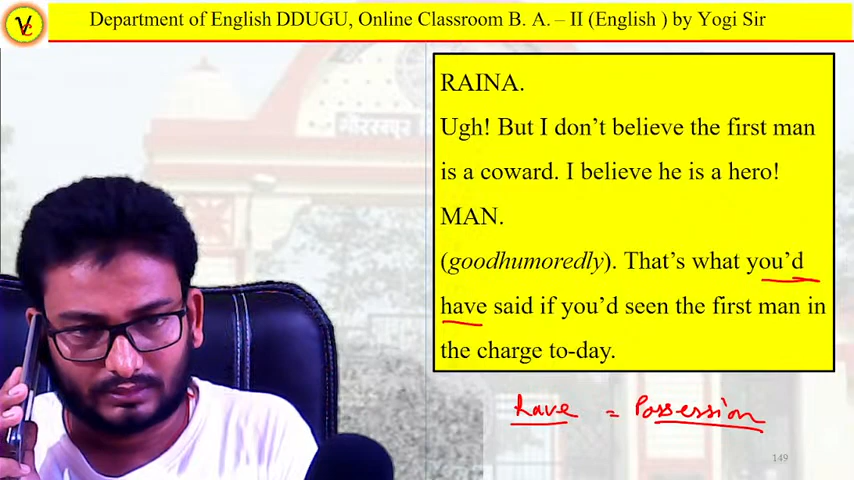 Department of English DDUGU, Online Classroom B. A. – II (English ) by Yogi Sir
RAINA.
Ugh! But I don’t believe the first man
is a coward. I believe he is a hero!
MAN.
(goodhumoredly). That’s what you’d
have said if you’d seen the first man in
the charge to-day.
have = Possession
149